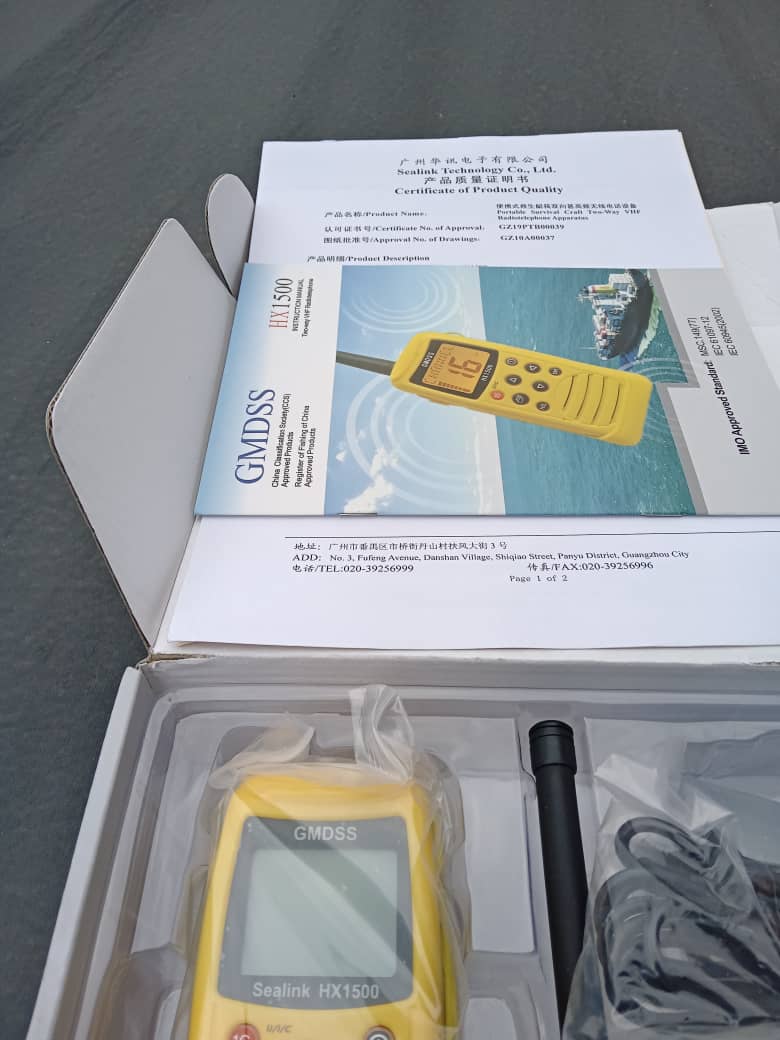 广州华讯电子有限公司
Sealink Technology Co., Ltd.
产品质量证明书
Certificate of Product Quality
产品名称/Product Name: 便携式救生艇筏双向甚高频无线电话设备
Portable Survival Craft Two-Way VHF
Radiotelephone Apparatus
认可证书号/Certificate No. of Approval: GZ19PTB00039
图纸批准号/Approval No. of Drawings: GZ10A00037
产品明细/Product Description
GMDSS
China Classification Society(CCS)
Approved Products
Register of Fishing of China
Approved Products
HX1500
INSTRUCTION MANUAL
Two-way VHF Radiotelephone
GMDSS
16
HX1500
IMO Approved Standard: MSC.149(77)
IEC 61097-12
IEC 60945(2002)
地址: 广州市番禺区市桥街丹山村扶风大街3号
ADD: No. 3, Fufeng Avenue, Danshan Village, Shiqiao Street, Panyu District, Guangzhou City
电话/TEL:020-39256999 传真/FAX:020-39256996
Page 1 of 2
GMDSS
Sealink HX1500
U/I/C